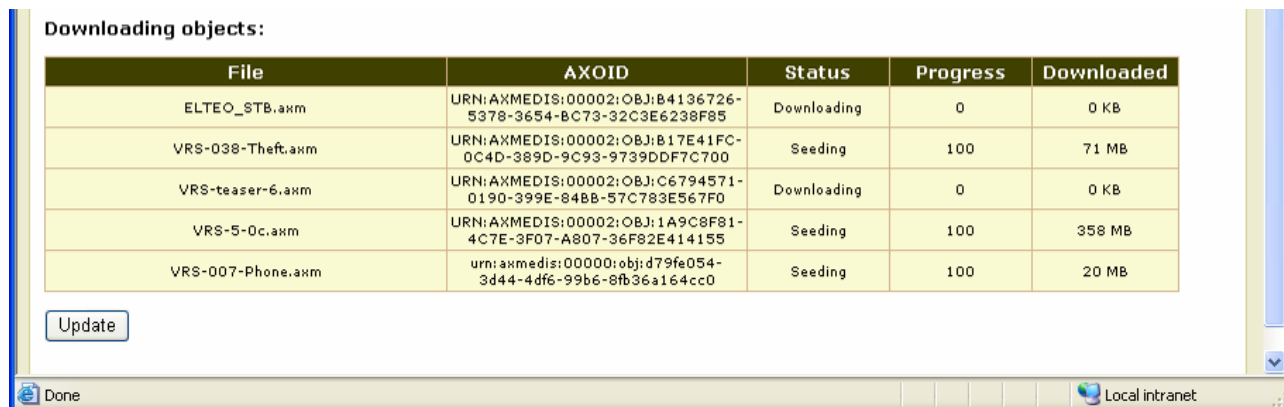 Downloading objects:
File AXOID Status Progress Downloaded
ELTEO_STB.axm URN:AXMEDIS:00002:OBJ:B4136726-5378-3654-BC73-32C3E6238F85 Downloading 0 0 KB
VRS-038-Theft.axm URN:AXMEDIS:00002:OBJ:B17E41FC-0C4D-389D-9C93-9739DDF7C700 Seeding 100 71 MB
VRS-teaser-6.axm URN:AXMEDIS:00002:OBJ:C6794571-0190-399E-84BB-57C783E567F0 Downloading 0 0 KB
VRS-5-0c.axm URN:AXMEDIS:00002:OBJ:1A9C8F81-4C7E-3F07-A807-36F82E414155 Seeding 100 358 MB
VRS-007-Phone.axm urn:axmedis:00000:obj:d79fe054-3d44-4df6-99b6-8fb36a164cc0 Seeding 100 20 MB
Update
Done Local intranet